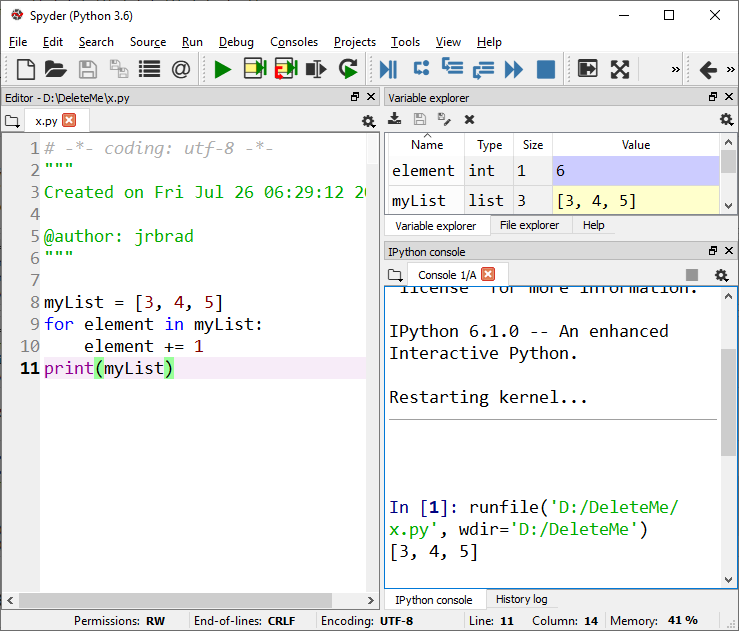 Spyder (Python 3.6)
File Edit Search Source Run Debug Consoles Projects Tools View Help
Editor - D:\DeleteMe\x.py
x.py
1 # -*- coding: utf-8 -*-
2 """
3 Created on Fri Jul 26 06:29:12 20
4
5 @author: jrbrad
6 """
7
8 myList = [3, 4, 5]
9 for element in myList:
10 element += 1
11 print(myList)
Variable explorer
Name Type Size Value
element int 1 6
myList list 3 [3, 4, 5]
Variable explorer File explorer Help
IPython console
Console 1/A
"license" for more information.
IPython 6.1.0 -- An enhanced
Interactive Python.
Restarting kernel...
In [1]: runfile('D:/DeleteMe/
x.py', wdir='D:/DeleteMe')
[3, 4, 5]
IPython console History log
Permissions: RW End-of-lines: CRLF Encoding: UTF-8 Line: 11 Column: 14 Memory: 41 %